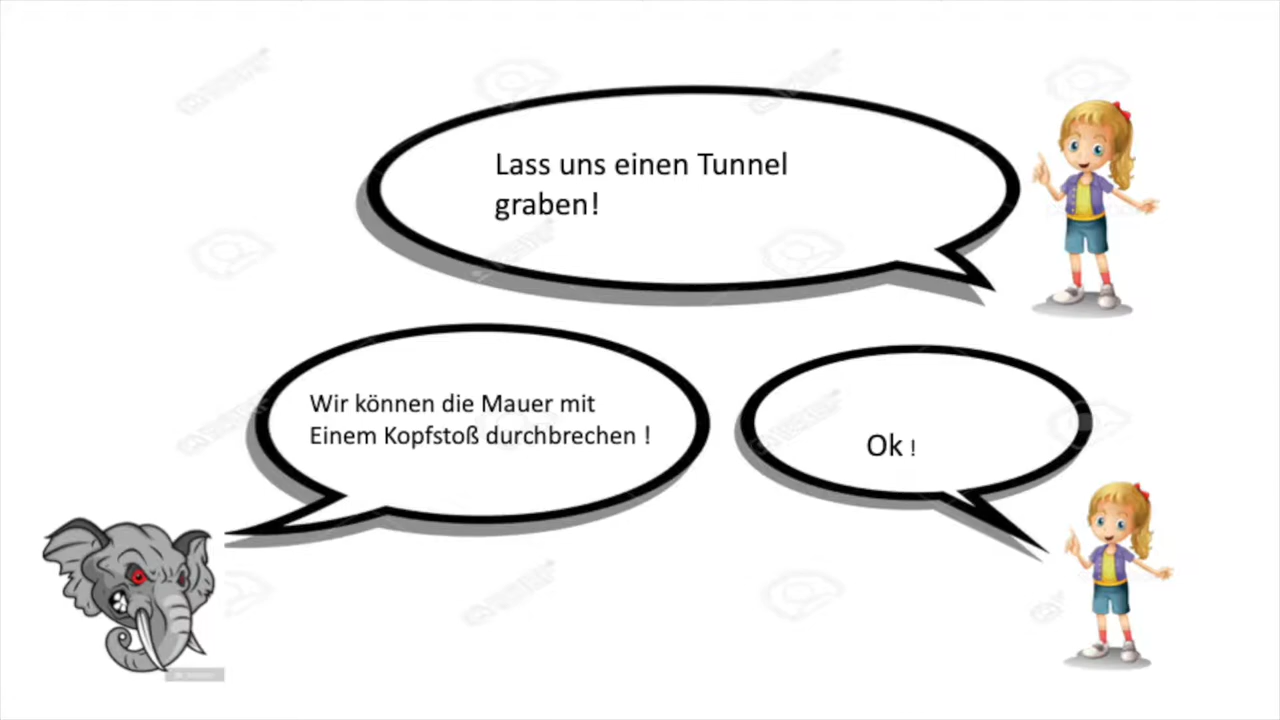 Lass uns einen Tunnel
graben!
Wir können die Mauer mit
Einem Kopfstoß durchbrechen !
Ok !